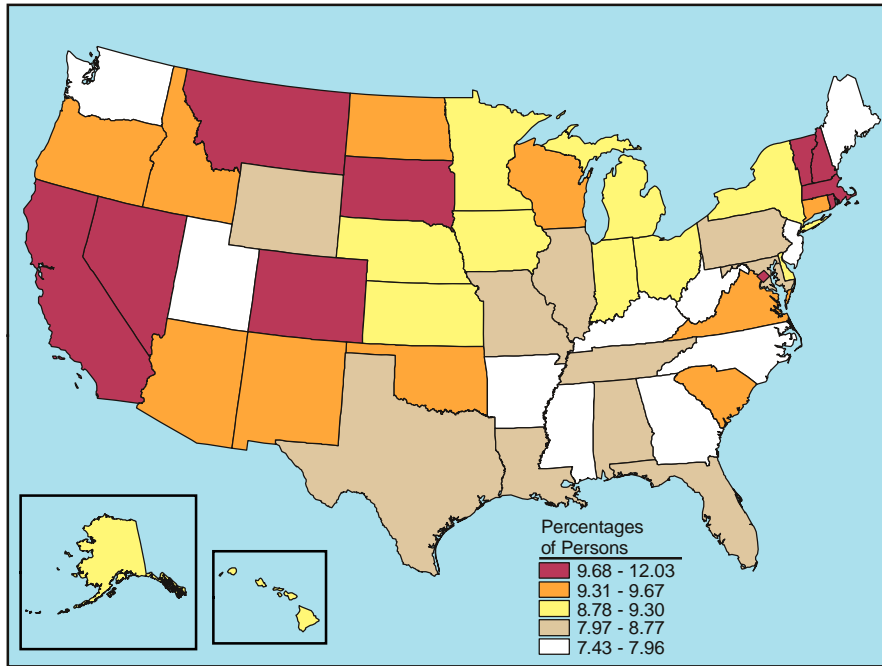 Percentages
of Persons
9.68 - 12.03
9.31 - 9.67
8.78 - 9.30
7.97 - 8.77
7.43 - 7.96